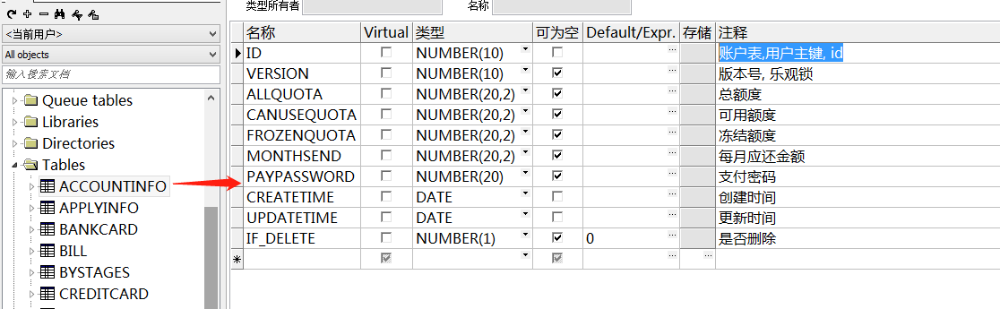 类型所有者 名称
<当前用户>
All objects
输入搜索文档
Queue tables
Libraries
Directories
Tables
ACCOUNTINFO
APPLYINFO
BANKCARD
BILL
BYSTAGES
CREDITCARD
名称 Virtual 类型 可为空 Default/Expr. 存储 注释
ID NUMBER(10) 账户表,用户主键, id
VERSION NUMBER(10) 版本号, 乐观锁
ALLQUOTA NUMBER(20,2) 总额度
CANUSEQUOTA NUMBER(20,2) 可用额度
FROZENQUOTA NUMBER(20,2) 冻结额度
MONTHSEND NUMBER(20,2) 每月应还金额
PAYPASSWORD NUMBER(20) 支付密码
CREATETIME DATE 创建时间
UPDATETIME DATE 更新时间
IF_DELETE NUMBER(1) 0 是否删除